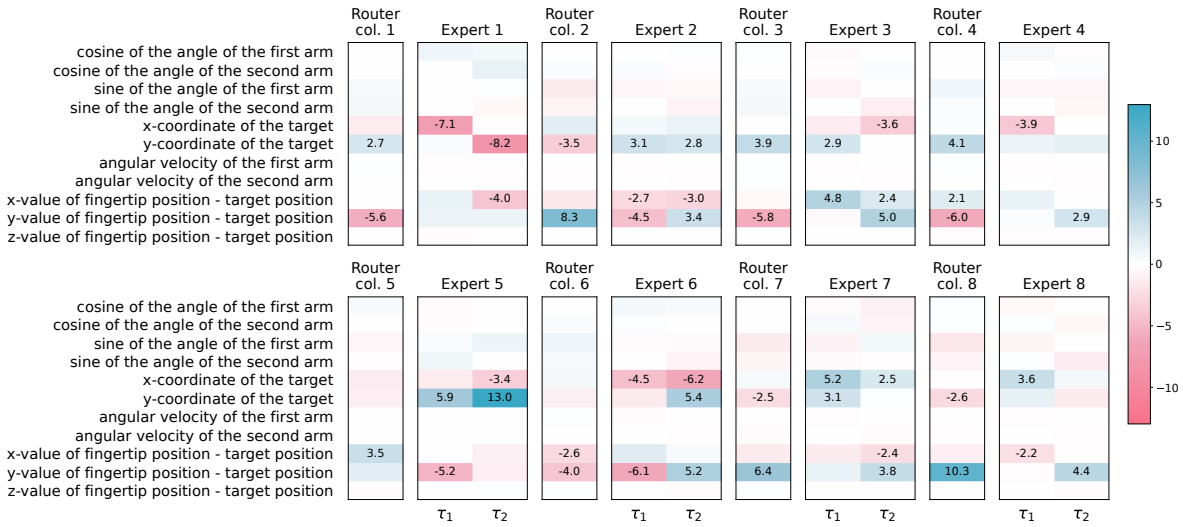 Router
col. 1
Expert 1
Router
col. 2
Expert 2
Router
col. 3
Expert 3
Router
col. 4
Expert 4
cosine of the angle of the first arm
cosine of the angle of the second arm
sine of the angle of the first arm
sine of the angle of the second arm
x-coordinate of the target -7.1 -3.6 -3.9
y-coordinate of the target 2.7 -8.2 -3.5 3.1 2.8 3.9 2.9 4.1
angular velocity of the first arm
angular velocity of the second arm
x-value of fingertip position - target position -4.0 -2.7 -3.0 4.8 2.4 2.1
y-value of fingertip position - target position -5.6 8.3 -4.5 3.4 -5.8 5.0 -6.0 2.9
z-value of fingertip position - target position
Router
col. 5
Expert 5
Router
col. 6
Expert 6
Router
col. 7
Expert 7
Router
col. 8
Expert 8
cosine of the angle of the first arm
cosine of the angle of the second arm
sine of the angle of the first arm
sine of the angle of the second arm
x-coordinate of the target -3.4 -4.5 -6.2 5.2 2.5 3.6
y-coordinate of the target 5.9 13.0 5.4 -2.5 3.1 -2.6
angular velocity of the first arm
angular velocity of the second arm
x-value of fingertip position - target position 3.5 -2.6 -2.4 -2.2
y-value of fingertip position - target position -5.2 -4.0 -6.1 5.2 6.4 3.8 10.3 4.4
z-value of fingertip position - target position
τ1 τ2 τ1 τ2 τ1 τ2 τ1 τ2
10
5
0
−5
−10